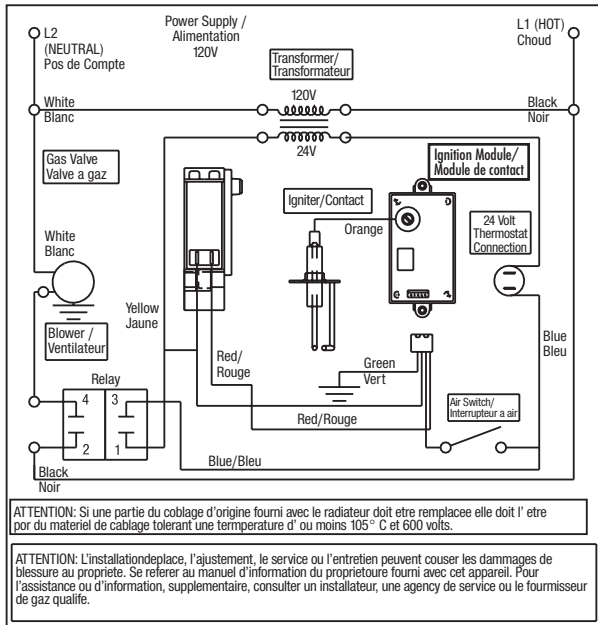 L2
(NEUTRAL)
Pos de Compte
Power Supply /
Alimentation
120V
L1 (HOT)
Choud
Transformer/
Transformateur
120V
White
Blanc
Black
Noir
24V
Gas Valve
Valve a gaz
Ignition Module/
Module de contact
Igniter/Contact
Orange
24 Volt
Thermostat
Connection
White
Blanc
Yellow
Jaune
Blower /
Ventilateur
Blue
Bleu
Red/
Rouge
Green
Vert
Relay
4
3
2
1
Air Switch/
Interrupteur a air
Red/Rouge
Blue/Bleu
Black
Noir
ATTENTION: Si une partie du coblage d'origine fourni avec le radiateur doit etre remplacee elle doit l' etre
por du materiel de cablage tolerant une termperature d' ou moins 105° C et 600 volts.
ATTENTION: L'installationdeplace, l'ajustement, le service ou l'entretien peuvent couser les dammages de
blessure au propriete. Se referer au manuel d'information du proprietoure fourni avec cet appareil. Pour
l'assistance ou d'information, supplementaire, consulter un installateur, une agency de service ou le fourmisseur
de gaz qualife.